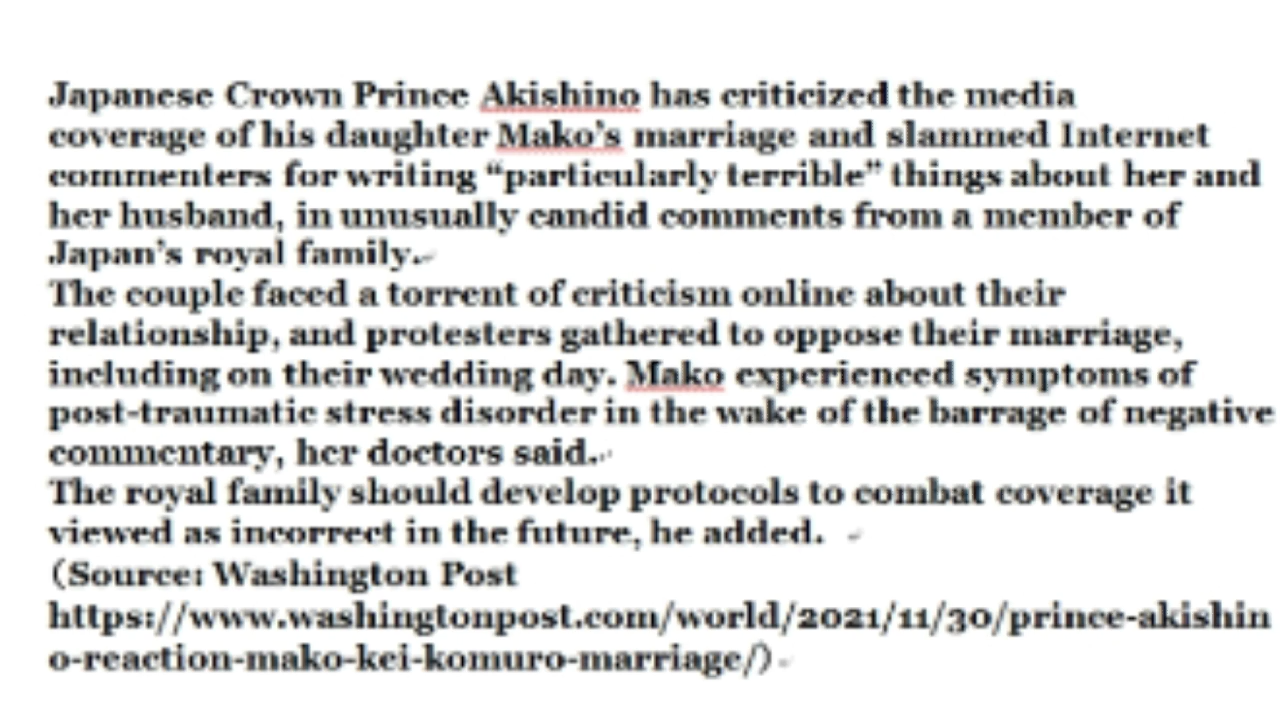 Japanese Crown Prince Akishino has criticized the media
coverage of his daughter Mako’s marriage and slammed Internet
commenters for writing “particularly terrible” things about her and
her husband, in unusually candid comments from a member of
Japan’s royal family.
The couple faced a torrent of criticism online about their
relationship, and protesters gathered to oppose their marriage,
including on their wedding day. Mako experienced symptoms of
post-traumatic stress disorder in the wake of the barrage of negative
commentary, her doctors said.
The royal family should develop protocols to combat coverage it
viewed as incorrect in the future, he added.
(Source: Washington Post
https://www.washingtonpost.com/world/2021/11/30/prince-akishin
o-reaction-mako-kei-komuro-marriage/)